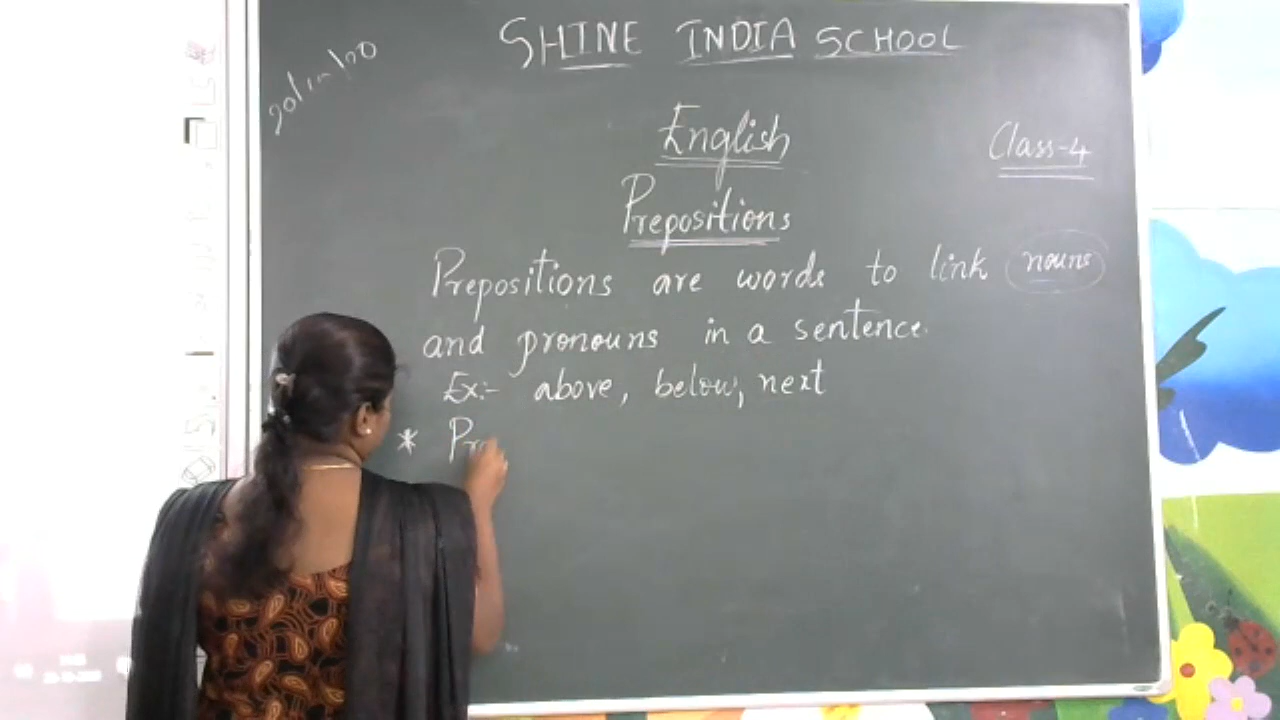 SHINE INDIA SCHOOL
English
Class-4
Prepositions
Prepositions are words to link nouns
and pronouns in a sentence.
Ex:- above, below, next
* Pre